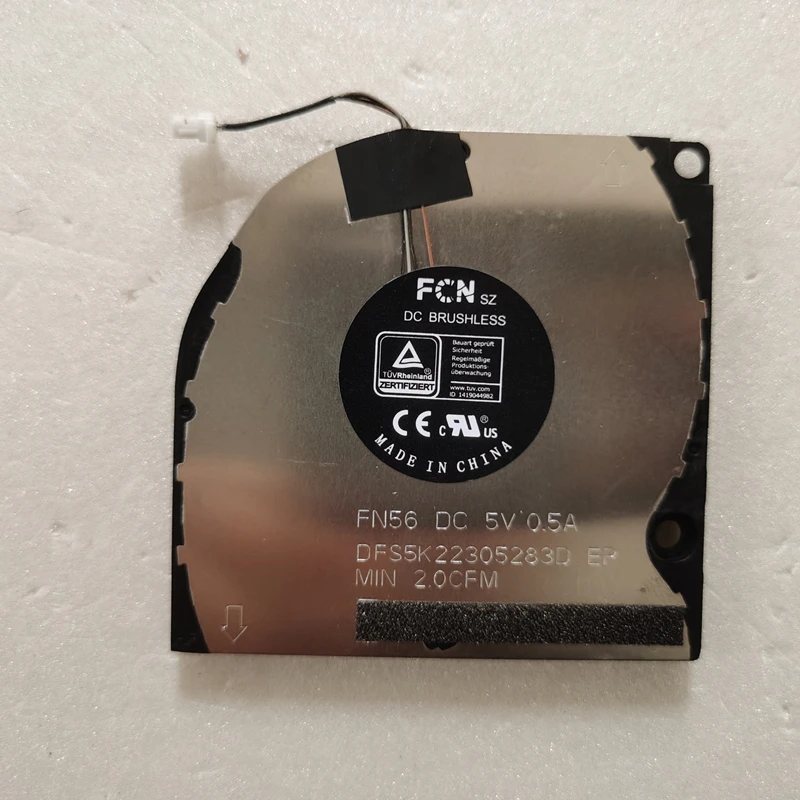 FCN SZ
DC BRUSHLESS
TÜVRheinland®
ZERTIFIZIERT
Bauart geprüft
Sicherheit
Regelmäßige
Produktions-
überwachung
www.tuv.com
ID 1419044982
CE c RU ® US
MADE IN CHINA
FN56 DC 5V 0.5A
DFS5K22305283D EP
MIN 2.0CFM